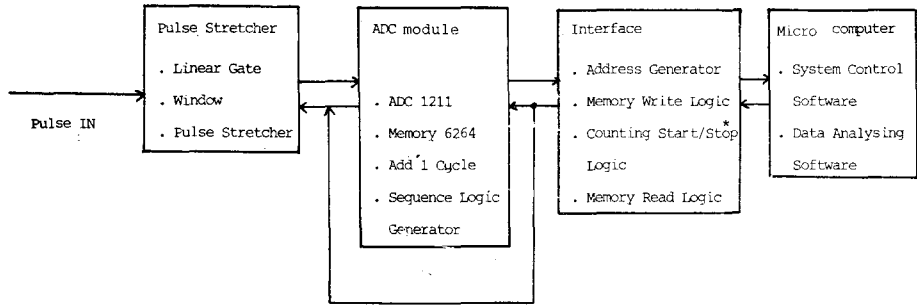 Pulse Stretcher
. Linear Gate
. Window
. Pulse Stretcher
Pulse IN
ADC module
. ADC 1211
. Memory 6264
. Add 1 Cycle
. Sequence Logic
Generator
Interface
. Address Generator
. Memory Write Logic
. Counting Start/Stop*
Logic
. Memory Read Logic
Micro computer
. System Control
Software
. Data Analysing
Software